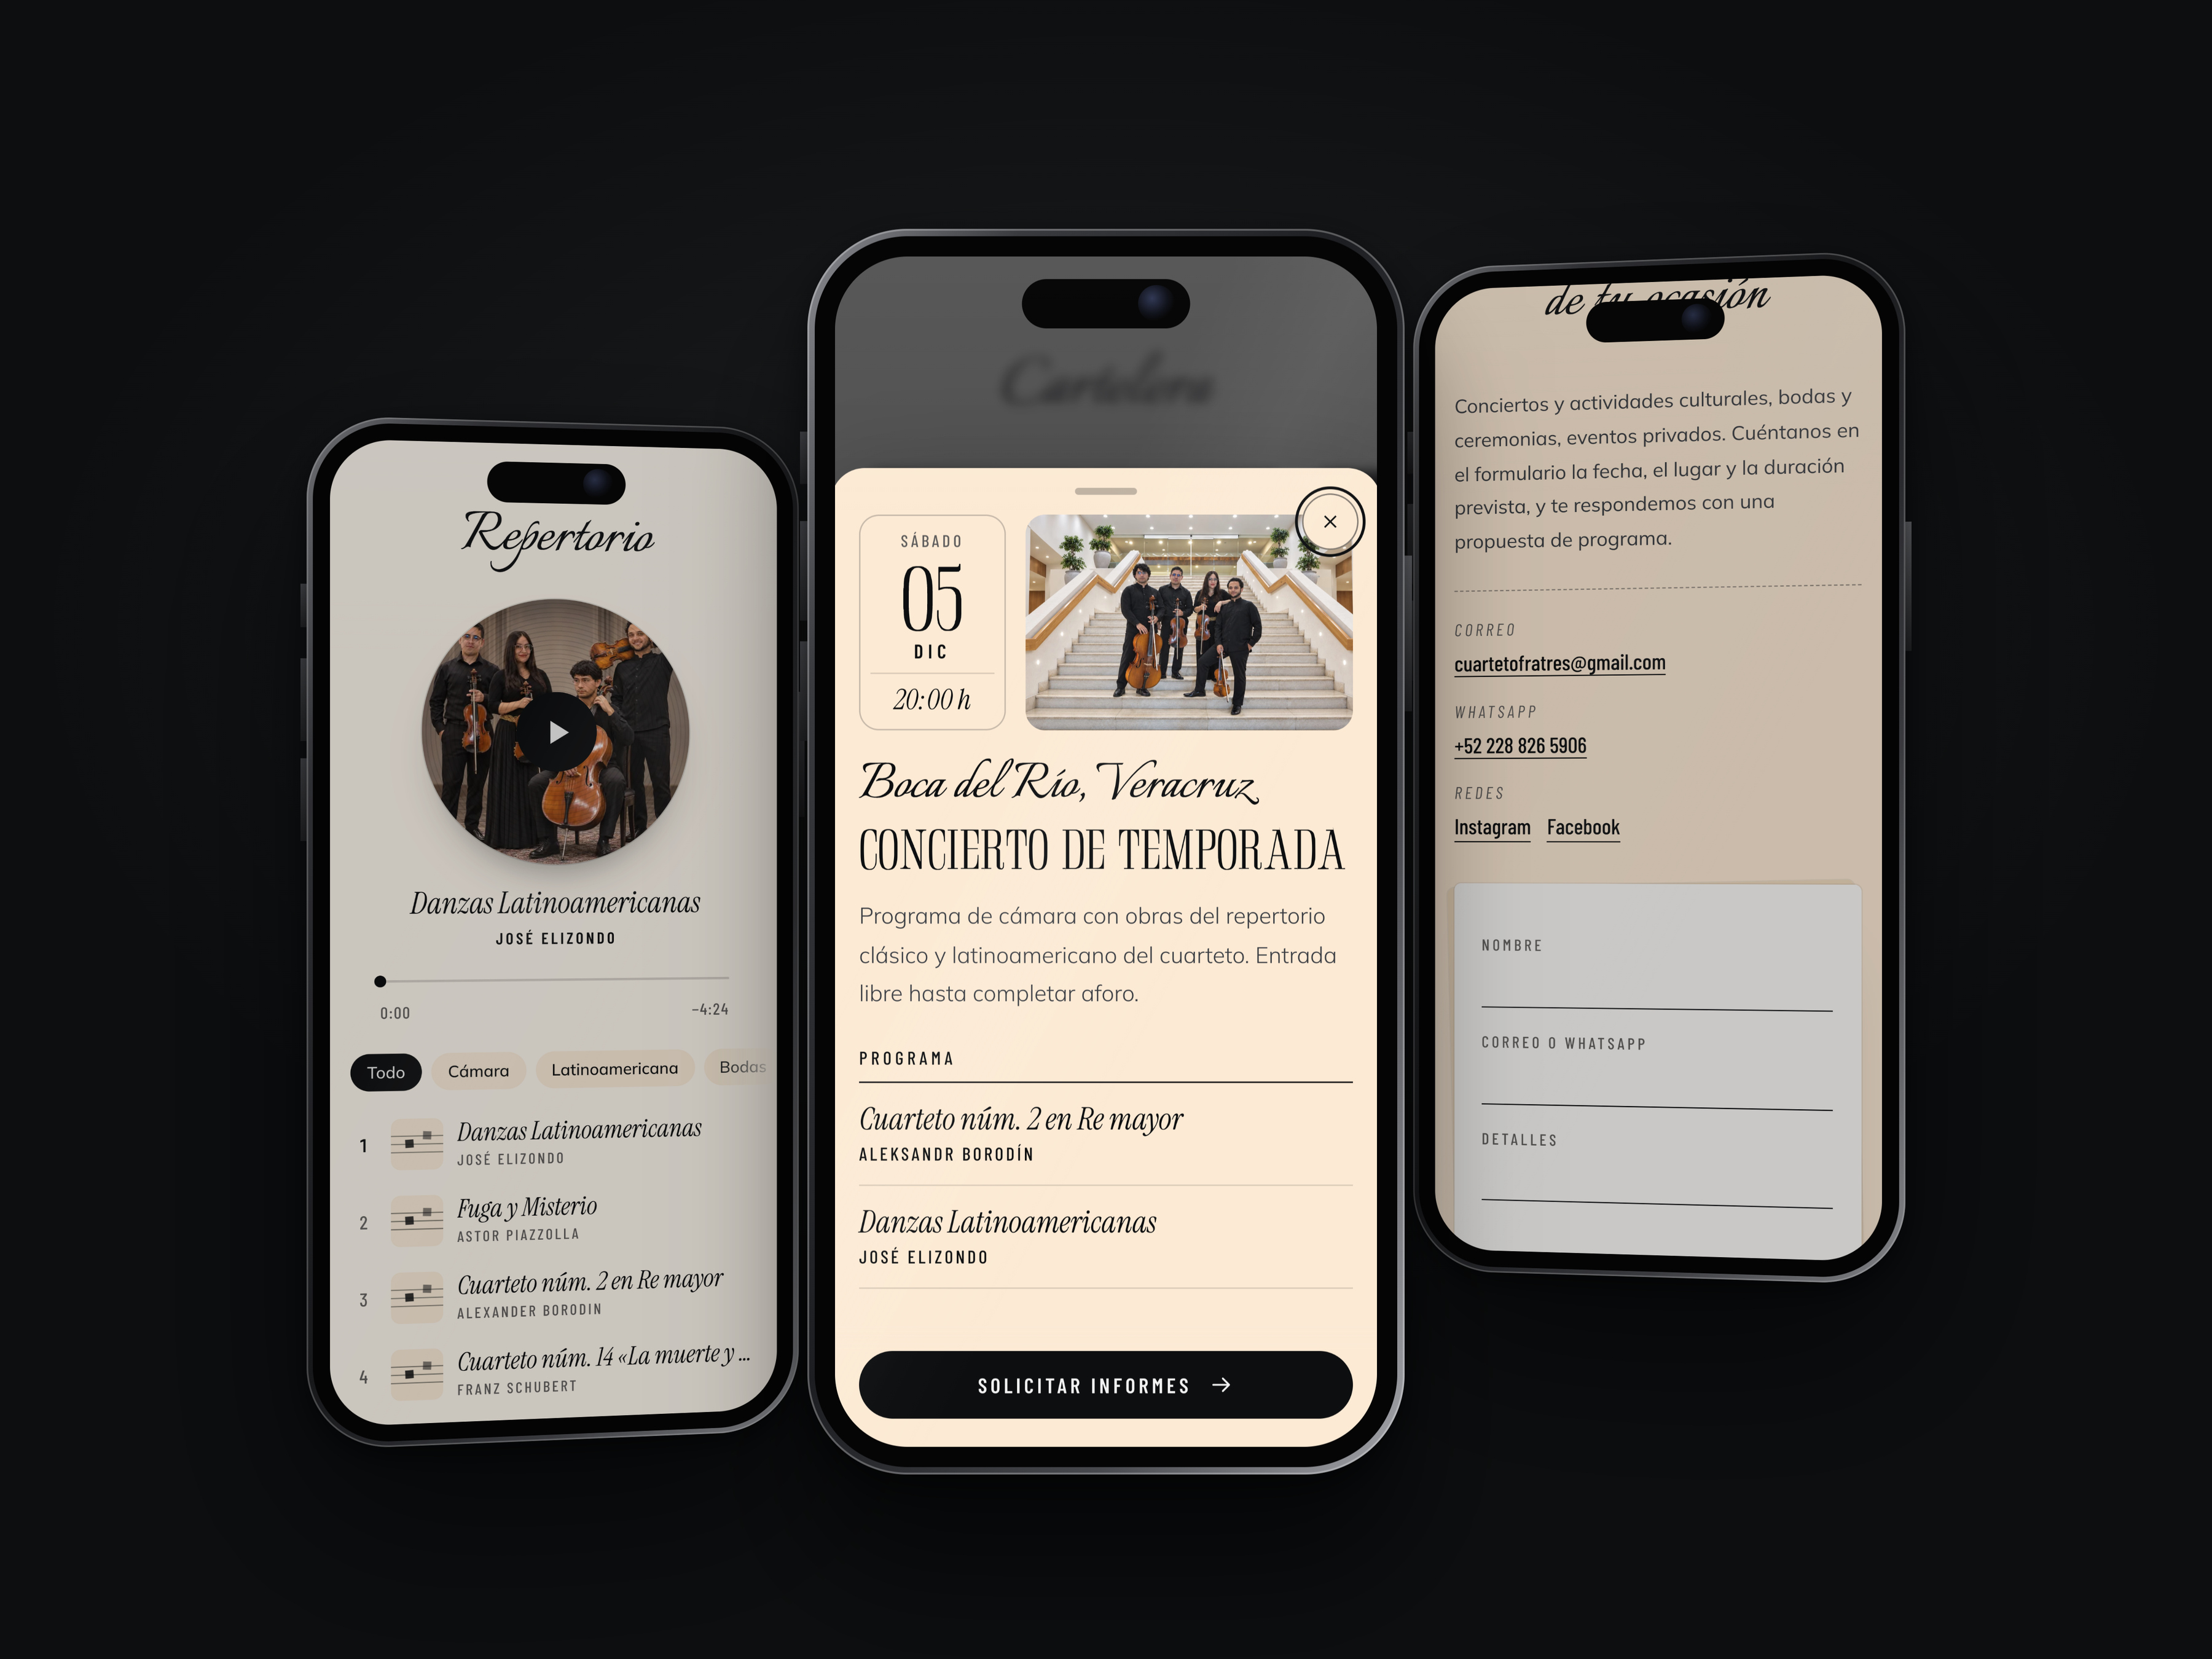 Repertorio
Danzas Latinoamericanas
JOSÉ ELIZONDO
0:00
−4:24
Todo
Cámara
Latinoamericana
Bodas
1
Danzas Latinoamericanas
JOSÉ ELIZONDO
2
Fuga y Misterio
ASTOR PIAZZOLLA
3
Cuarteto núm. 2 en Re mayor
ALEXANDER BORODIN
4
Cuarteto núm. 14 «La muerte y ...
FRANZ SCHUBERT
Cartelera
SÁBADO
05
DIC
20:00 h
Boca del Río, Veracruz
CONCIERTO DE TEMPORADA
Programa de cámara con obras del repertorio
clásico y latinoamericano del cuarteto. Entrada
libre hasta completar aforo.
PROGRAMA
Cuarteto núm. 2 en Re mayor
ALEKSANDR BORODÍN
Danzas Latinoamericanas
JOSÉ ELIZONDO
SOLICITAR INFORMES →
de tu ocasión
Conciertos y actividades culturales, bodas y
ceremonias, eventos privados. Cuéntanos en
el formulario la fecha, el lugar y la duración
prevista, y te respondemos con una
propuesta de programa.
CORREO
cuartetofratres@gmail.com
WHATSAPP
+52 228 826 5906
REDES
Instagram Facebook
NOMBRE
CORREO O WHATSAPP
DETALLES